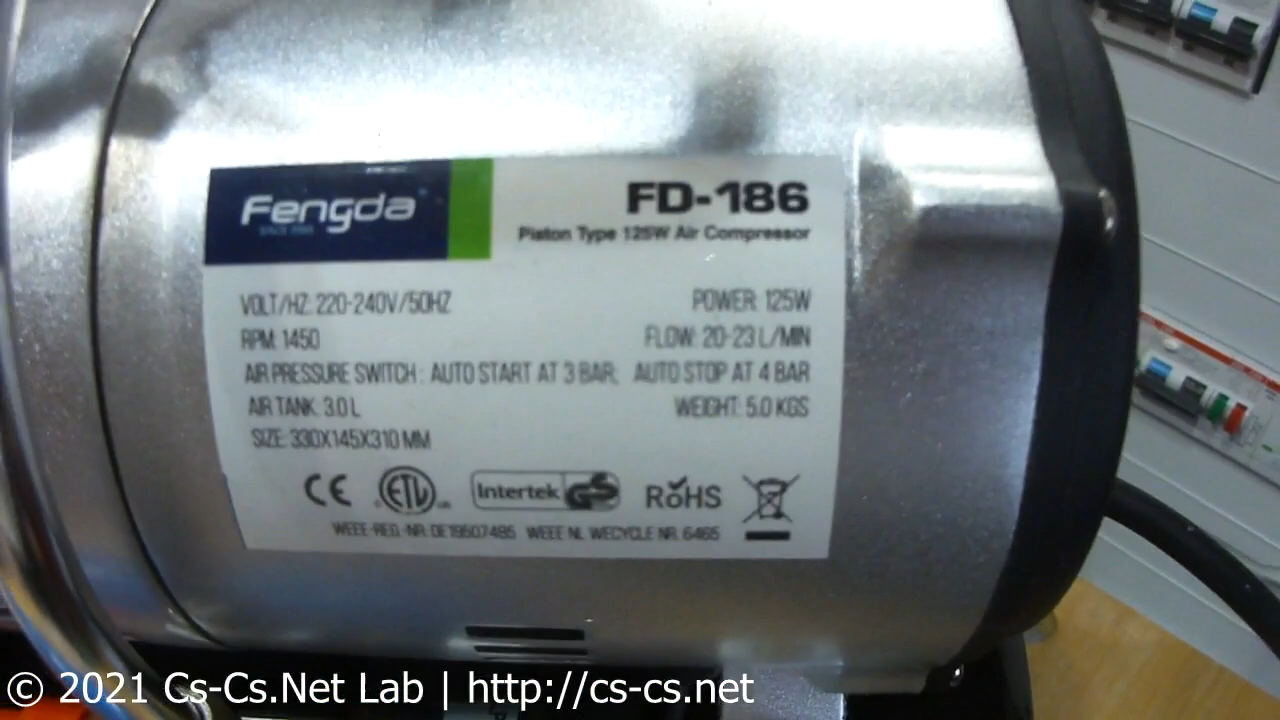 Fengda
FD-186
Piston Type 125W Air Compressor
VOLT/HZ: 220-240V/50HZ
POWER: 125W
RPM: 1450
FLOW: 20-23 L/MIN
AIR PRESSURE SWITCH: AUTO START AT 3 BAR; AUTO STOP AT 4 BAR
AIR TANK: 3.0 L
WEIGHT: 5.0 KGS
SIZE: 330X145X310 MM
CE
ETL
Intertek
GS
RoHS
WEEE-REG.-NR: DE19507485 WEEE NL WECYCLE NR. 6465
© 2021 Cs-Cs.Net Lab | http://cs-cs.net